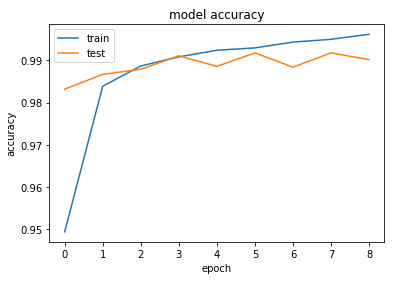 model accuracy
train
test
0.99
0.98
0.97
0.96
0.95
accuracy
0 1 2 3 4 5 6 7 8
epoch